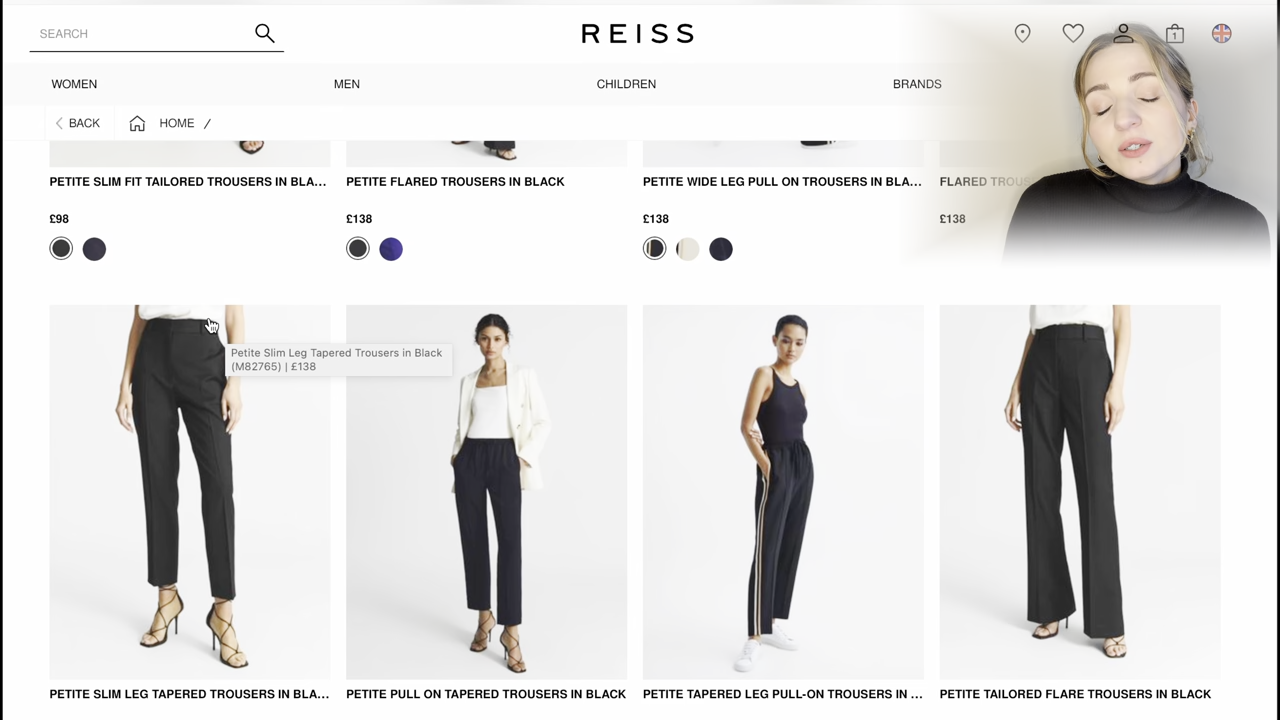 SEARCH
REISS
1
WOMEN
MEN
CHILDREN
BRANDS
BACK
HOME /
PETITE SLIM FIT TAILORED TROUSERS IN BLA...
PETITE FLARED TROUSERS IN BLACK
PETITE WIDE LEG PULL ON TROUSERS IN BLA...
FLARED TROUS
£98
£138
£138
£138
Petite Slim Leg Tapered Trousers in Black
(M82765) | £138
PETITE SLIM LEG TAPERED TROUSERS IN BLA...
PETITE PULL ON TAPERED TROUSERS IN BLACK
PETITE TAPERED LEG PULL-ON TROUSERS IN ...
PETITE TAILORED FLARE TROUSERS IN BLACK